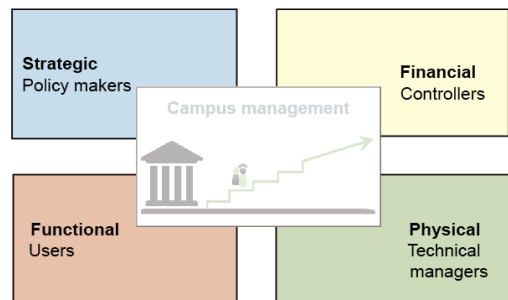 Strategic
Policy makers
Financial
Controllers
Campus management
Functional
Users
Physical
Technical
managers